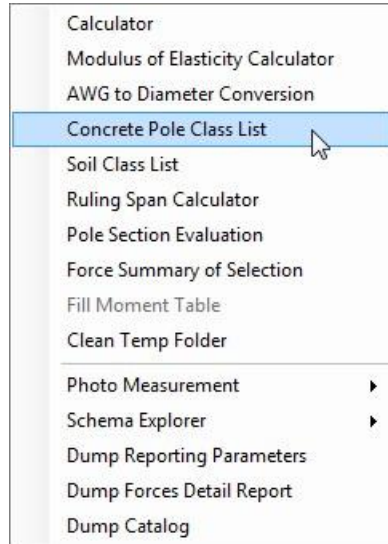 Calculator
Modulus of Elasticity Calculator
AWG to Diameter Conversion
Concrete Pole Class List
Soil Class List
Ruling Span Calculator
Pole Section Evaluation
Force Summary of Selection
Fill Moment Table
Clean Temp Folder
Photo Measurement
Schema Explorer
Dump Reporting Parameters
Dump Forces Detail Report
Dump Catalog